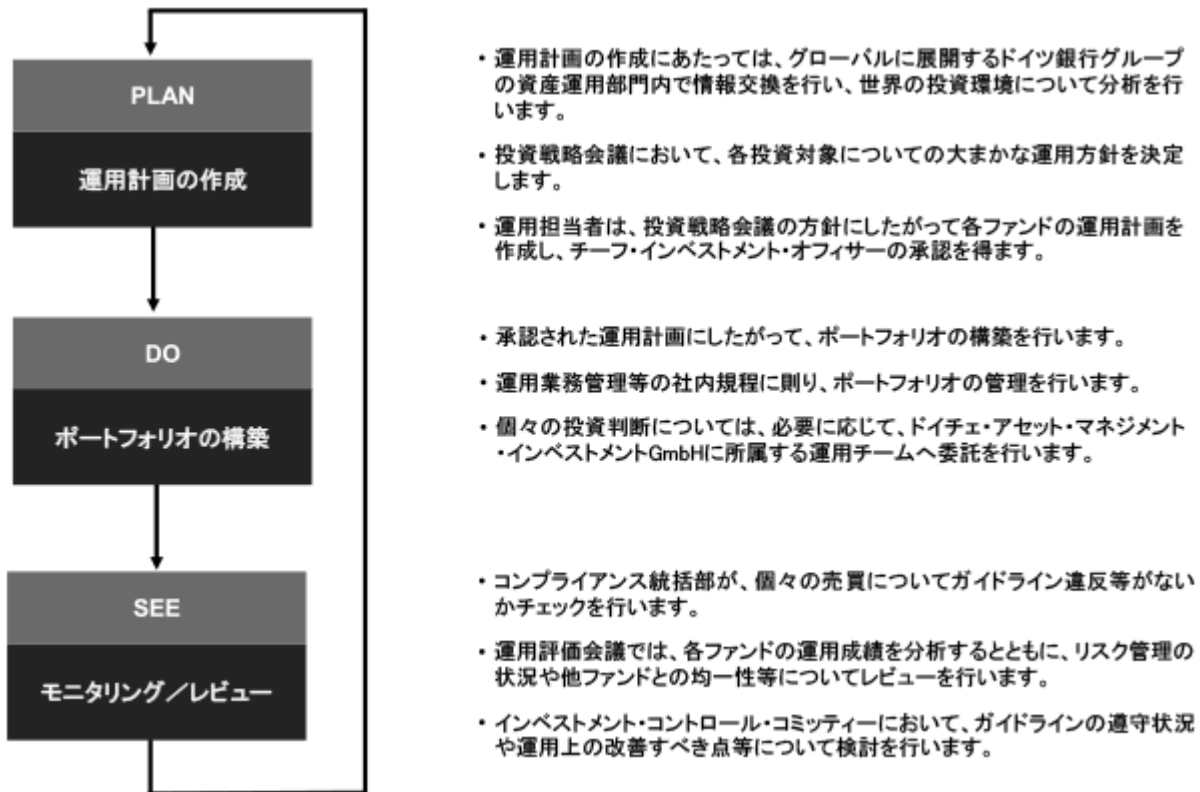 PLAN
運用計画の作成
・運用計画の作成にあたっては、グローバルに展開するドイツ銀行グループ
の資産運用部門内で情報交換を行い、世界の投資環境について分析を行
います。
・投資戦略会議において、各投資対象についての大まかな運用方針を決定
します。
・運用担当者は、投資戦略会議の方針にしたがって各ファンドの運用計画を
作成し、チーフ・インベストメント・オフィサーの承認を得ます。
DO
ポートフォリオの構築
・承認された運用計画にしたがって、ポートフォリオの構築を行います。
・運用業務管理等の社内規程に則り、ポートフォリオの管理を行います。
・個々の投資判断については、必要に応じて、ドイチェ・アセット・マネジメント
・インベストメントGmbHに所属する運用チームへ委託を行います。
SEE
モニタリング／レビュー
・コンプライアンス統括部が、個々の売買についてガイドライン違反等がない
かチェックを行います。
・運用評価会議では、各ファンドの運用成績を分析するとともに、リスク管理の
状況や他ファンドとの均一性等についてレビューを行います。
・インベストメント・コントロール・コミッティーにおいて、ガイドラインの遵守状況
や運用上の改善すべき点等について検討を行います。